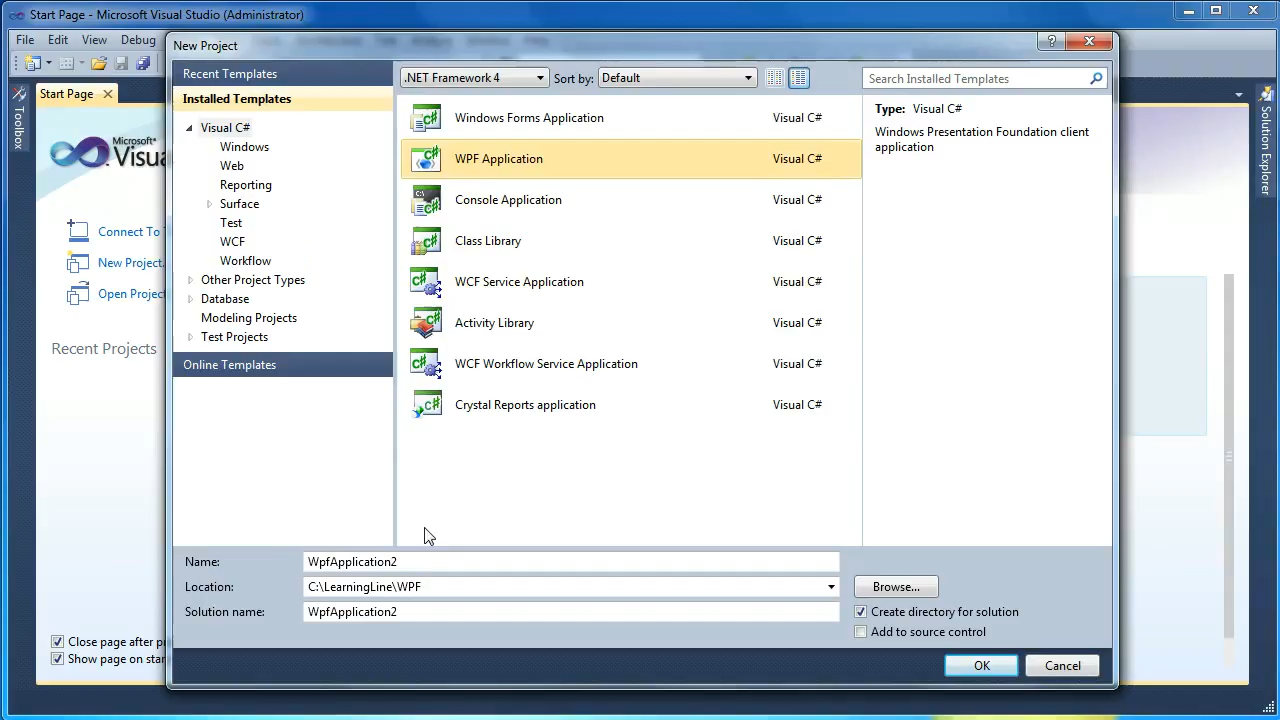 Start Page - Microsoft Visual Studio (Administrator)
File Edit View Debug
New Project
Recent Templates
.NET Framework 4
Sort by:
Default
Search Installed Templates
Start Page
Installed Templates
Toolbox
Solution Explorer
Visual C#
Windows
Web
Reporting
Surface
Test
WCF
Workflow
Other Project Types
Database
Modeling Projects
Test Projects
Online Templates
Windows Forms Application Visual C#
WPF Application Visual C#
Console Application Visual C#
Class Library Visual C#
WCF Service Application Visual C#
Activity Library Visual C#
WCF Workflow Service Application Visual C#
Crystal Reports application Visual C#
Type: Visual C#
Windows Presentation Foundation client
application
Microsoft®
Visua
Connect To
New Project.
Open Project
Recent Projects
Close page after
Show page on
Name: WpfApplication2
Location: C:\LearningLine\WPF
Browse...
Solution name: WpfApplication2
Create directory for solution
Add to source control
OK Cancel